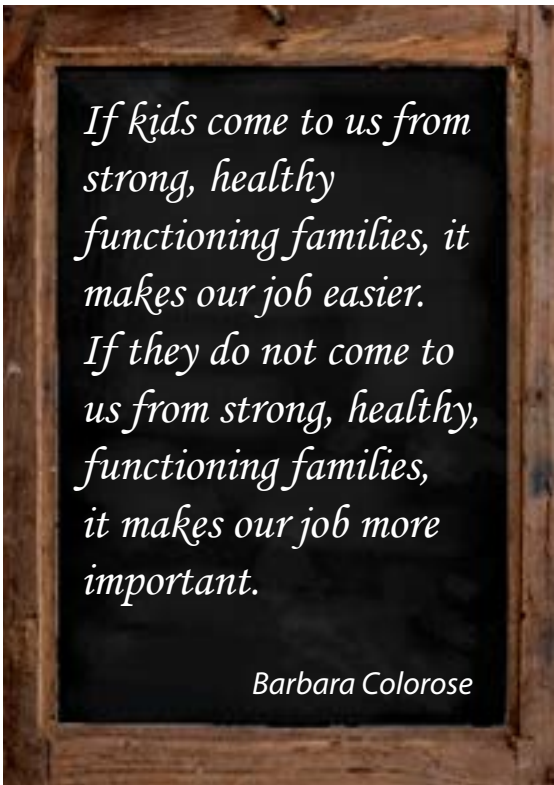 If kids come to us from
strong, healthy
functioning families, it
makes our job easier.
If they do not come to
us from strong, healthy,
functioning families,
it makes our job more
important.
Barbara Colorose